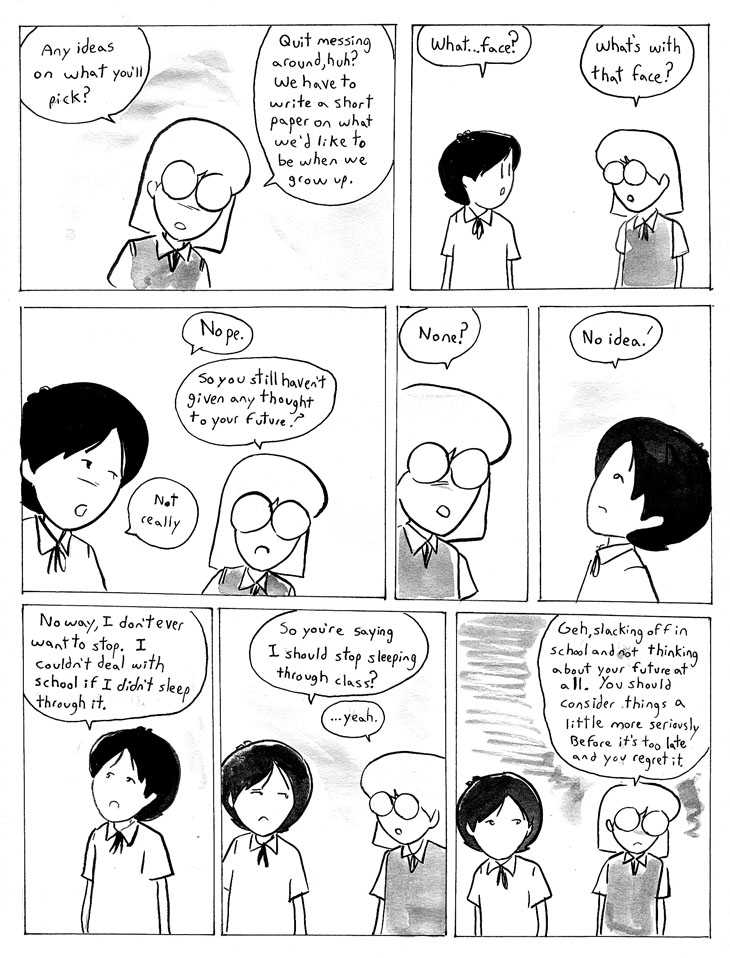 What's with
that face?
What...face?
Quit messing
around, huh?
We have to
write a short
paper on what
we'd like to
be when we
grow up.
Any ideas
on what you'll
pick?
No idea!
None?
Nope.
So you still haven't
given any thought
to your future!?
Not
really
Geh, slacking off in
school and not thinking
about your future at
all. You should
consider things a
little more seriously
Before it's too late
and you regret it
So you're saying
I should stop sleeping
through class?
...yeah.
No way, I don't ever
want to stop. I
couldn't deal with
school if I didn't sleep
through it.